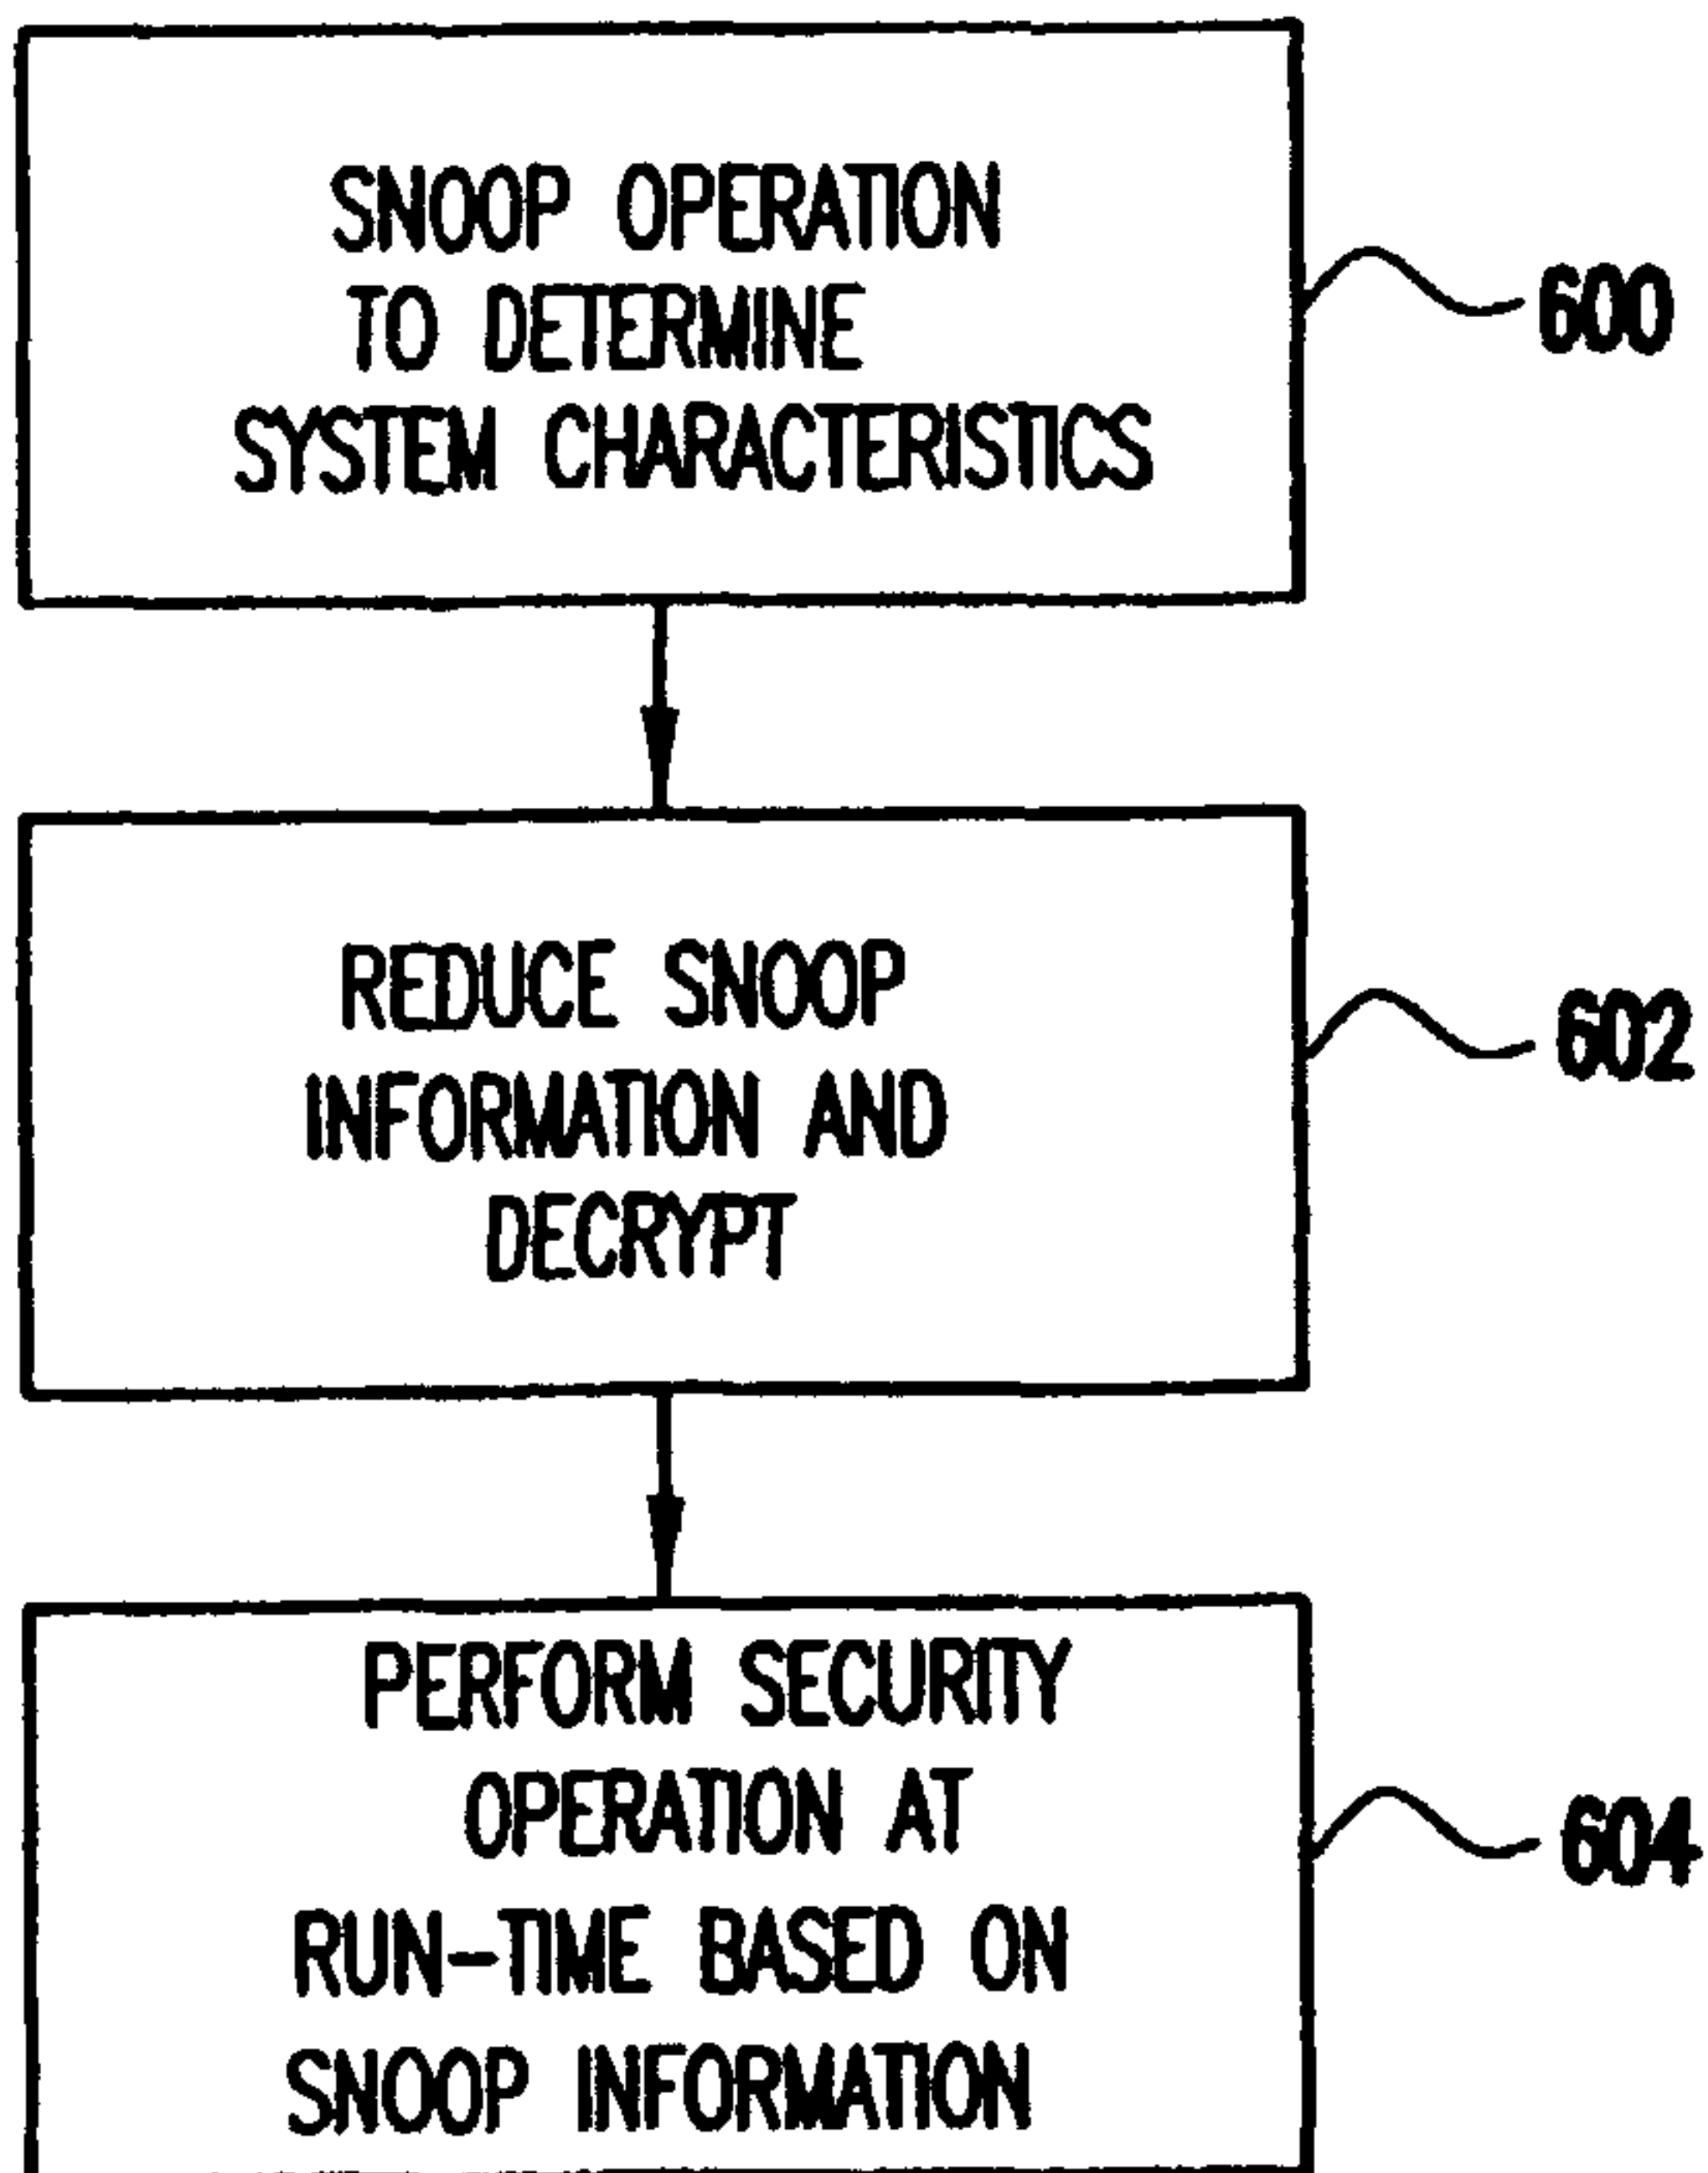 SNOOP OPERATION
TO DETERMINE
SYSTEM CHARACTERISTICS
600
REDUCE SNOOP
INFORMATION AND
DECRYPT
602
PERFORM SECURITY
OPERATION AT
RUN-TIME BASED ON
SNOOP INFORMATION
604